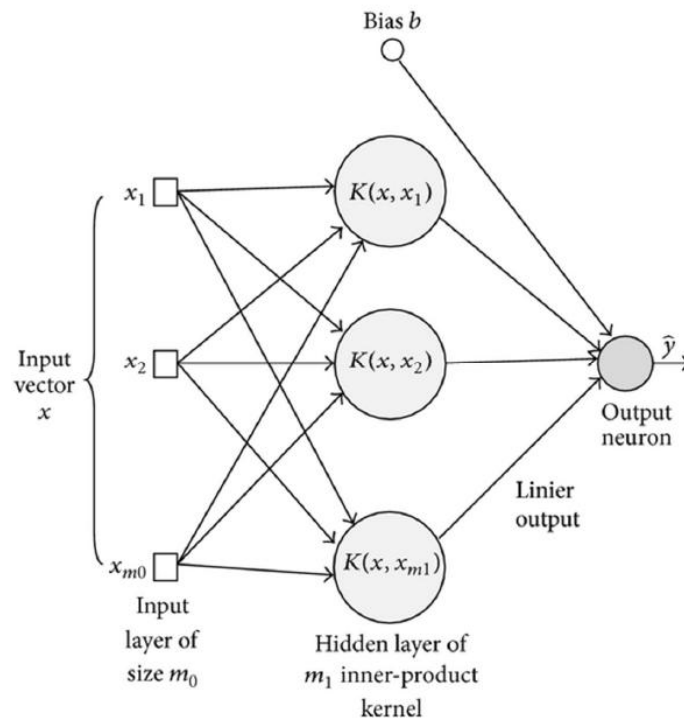 Bias b
x₁
K(x, x₁)
x₂
K(x, x₂)
ŷ
Input
vector
x
Output
neuron
Linier
output
xₘ₀
K(x, xₘ₁)
Input
layer of
size m₀
Hidden layer of
m₁ inner-product
kernel